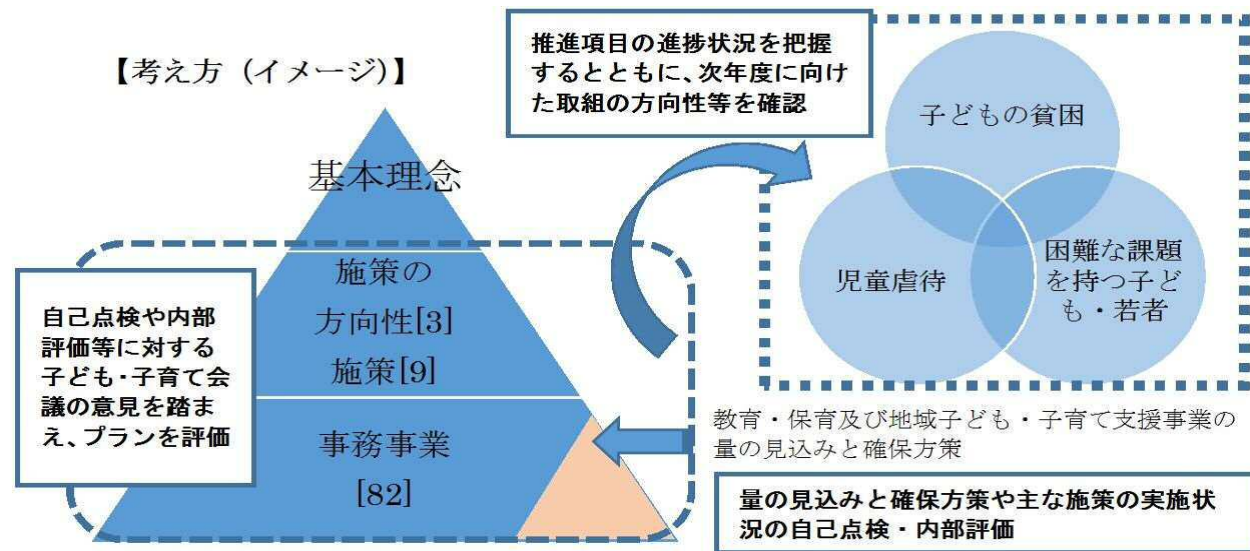 【考え方（イメージ）】
基本理念
施策の
方向性[3]
施策[9]
事務事業
[82]
自己点検や内部
評価等に対する
子ども・子育て会
議の意見を踏ま
え、プランを評価
推進項目の進捗状況を把握
するとともに、次年度に向け
た取組の方向性等を確認
子どもの貧困
児童虐待
困難な課題
を持つ子ど
も・若者
教育・保育及び地域子ども・子育て支援事業の
量の見込みと確保方策
量の見込みと確保方策や主な施策の実施状
況の自己点検・内部評価